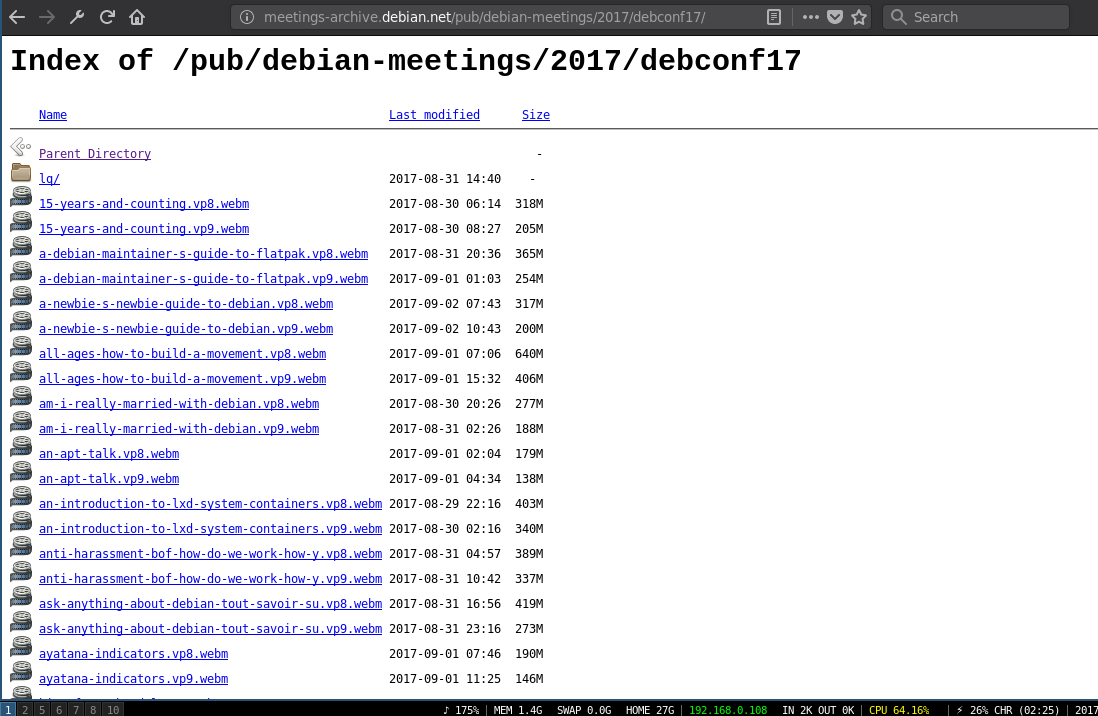 meetings-archive.debian.net/pub/debian-meetings/2017/debconf17/ Search
Index of /pub/debian-meetings/2017/debconf17
Name Last modified Size
Parent Directory -
lq/ 2017-08-31 14:40 -
15-years-and-counting.vp8.webm 2017-08-30 06:14 318M
15-years-and-counting.vp9.webm 2017-08-30 08:27 205M
a-debian-maintainer-s-guide-to-flatpak.vp8.webm 2017-08-31 20:36 365M
a-debian-maintainer-s-guide-to-flatpak.vp9.webm 2017-09-01 01:03 254M
a-newbie-s-newbie-guide-to-debian.vp8.webm 2017-09-02 07:43 317M
a-newbie-s-newbie-guide-to-debian.vp9.webm 2017-09-02 10:43 200M
all-ages-how-to-build-a-movement.vp8.webm 2017-09-01 07:06 640M
all-ages-how-to-build-a-movement.vp9.webm 2017-09-01 15:32 406M
am-i-really-married-with-debian.vp8.webm 2017-08-30 20:26 277M
am-i-really-married-with-debian.vp9.webm 2017-08-31 02:26 188M
an-apt-talk.vp8.webm 2017-09-01 02:04 179M
an-apt-talk.vp9.webm 2017-09-01 04:34 138M
an-introduction-to-lxd-system-containers.vp8.webm 2017-08-29 22:16 403M
an-introduction-to-lxd-system-containers.vp9.webm 2017-08-30 02:16 340M
anti-harassment-bof-how-do-we-work-how-y.vp8.webm 2017-08-31 04:57 389M
anti-harassment-bof-how-do-we-work-how-y.vp9.webm 2017-08-31 10:42 337M
ask-anything-about-debian-tout-savoir-su.vp8.webm 2017-08-31 16:56 419M
ask-anything-about-debian-tout-savoir-su.vp9.webm 2017-08-31 23:16 273M
ayatana-indicators.vp8.webm 2017-09-01 07:46 190M
ayatana-indicators.vp9.webm 2017-09-01 11:25 146M
1 2 5 6 7 8 10 ♪ 175% | MEM 1.4G SWAP 0.0G HOME 27G | 192.168.0.108 IN 2K OUT 0K | CPU 64.16% | ⚡ 26% CHR (02:25) | 2017